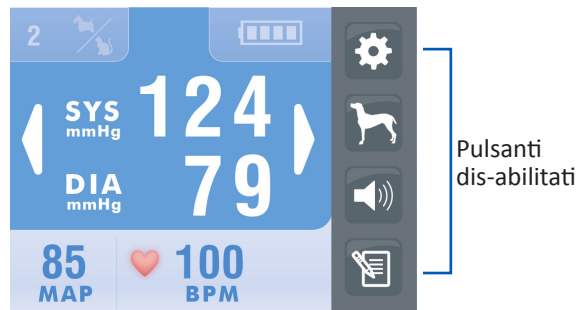 2
SYS 124
mmHg
DIA 79
mmHg
85 100
MAP BPM
Pulsanti
dis-abilitati